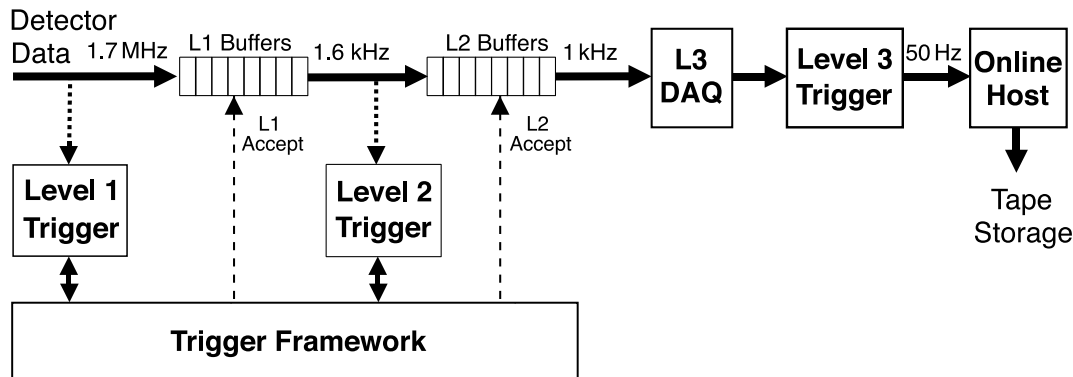 Detector
Data
1.7 MHz
L1 Buffers
1.6 kHz
L2 Buffers
1 kHz
L3
DAQ
Level 3
Trigger
50 Hz
Online
Host
L1
Accept
L2
Accept
Level 1
Trigger
Level 2
Trigger
Tape
Storage
Trigger Framework